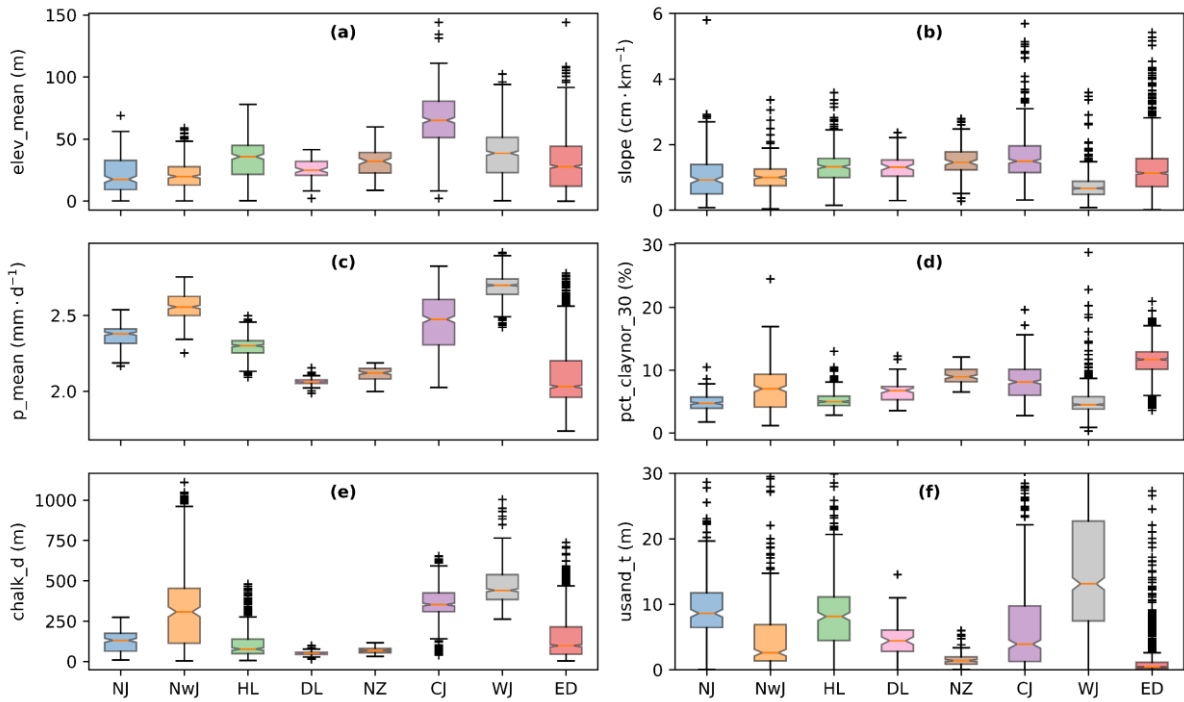 (a)
elev_mean (m)
150
100
50
0
(b)
slope (cm · km⁻¹)
6
4
2
0
(c)
p_mean (mm · d⁻¹)
2.5
2.0
(d)
pct_claynor_30 (%)
30
20
10
0
(e)
chalk_d (m)
1000
750
500
250
0
NJ NwJ HL DL NZ CJ WJ ED
(f)
usand_t (m)
30
20
10
0
NJ NwJ HL DL NZ CJ WJ ED